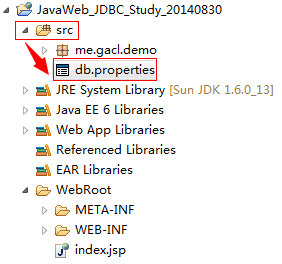 JavaWeb_JDBC_Study_20140830
src
me.gacl.demo
db.properties
JRE System Library [Sun JDK 1.6.0_13]
Java EE 6 Libraries
Web App Libraries
Referenced Libraries
EAR Libraries
WebRoot
META-INF
WEB-INF
index.jsp